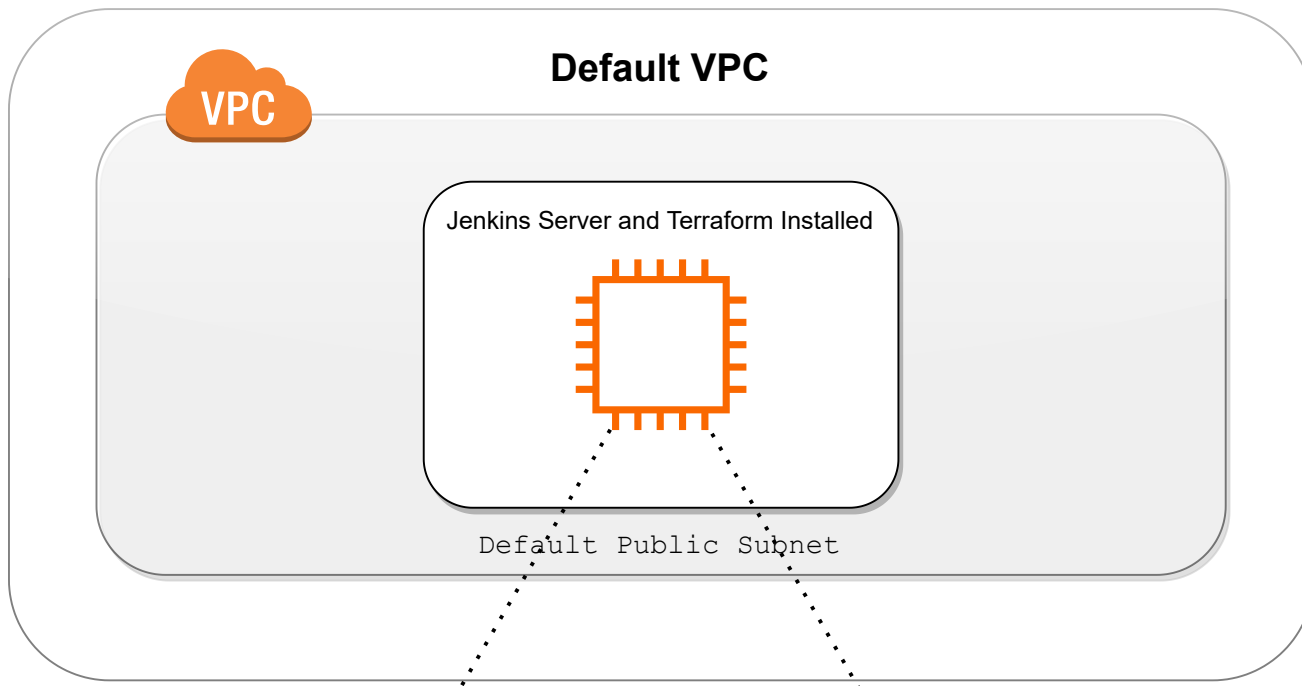 Default VPC
VPC
Jenkins Server and Terraform Installed
Default Public Subnet